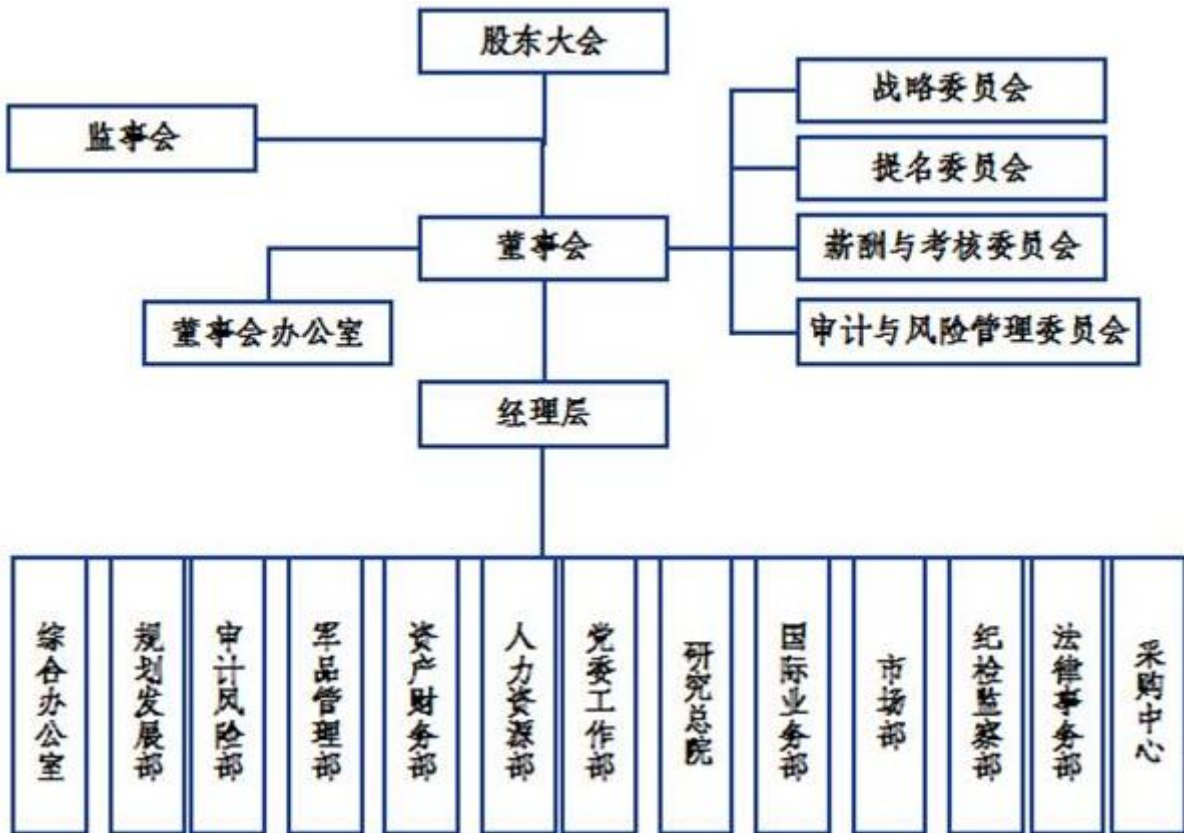 股东大会
战略委员会
监事会
提名委员会
董事会
薪酬与考核委员会
董事会办公室
审计与风险管理委员会
经理层
综合办公室
规划发展部
审计风险部
军品管理部
资产财务部
人力资源部
党委工作部
研究总院
国际业务部
市场部
纪检监察部
法律事务部
采购中心